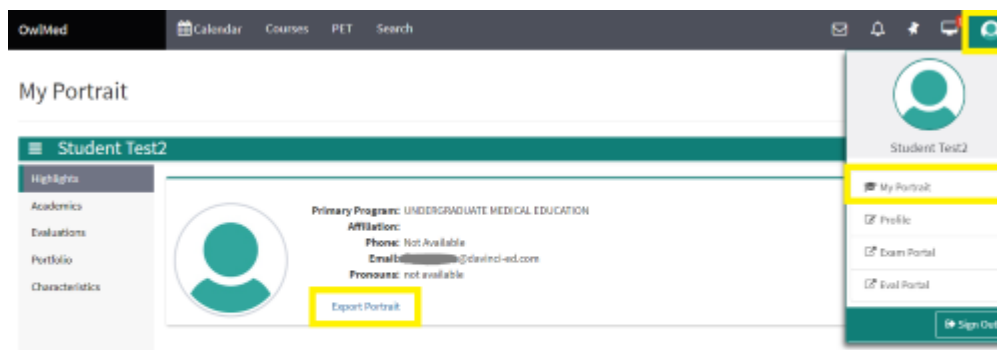 OwlMed Calendar Courses PET Search
My Portrait
Student Test2
Highlights
Academics
Evaluations
Portfolio
Characteristics
Primary Program: UNDERGRADUATE MEDICAL EDUCATION
Affiliation:
Phone: Not Available
Email: @davinci-ed.com
Pronouns: not available
Export Portrait
Student Test2
My Portrait
Profile
Exam Portal
Eval Portal
Sign Out